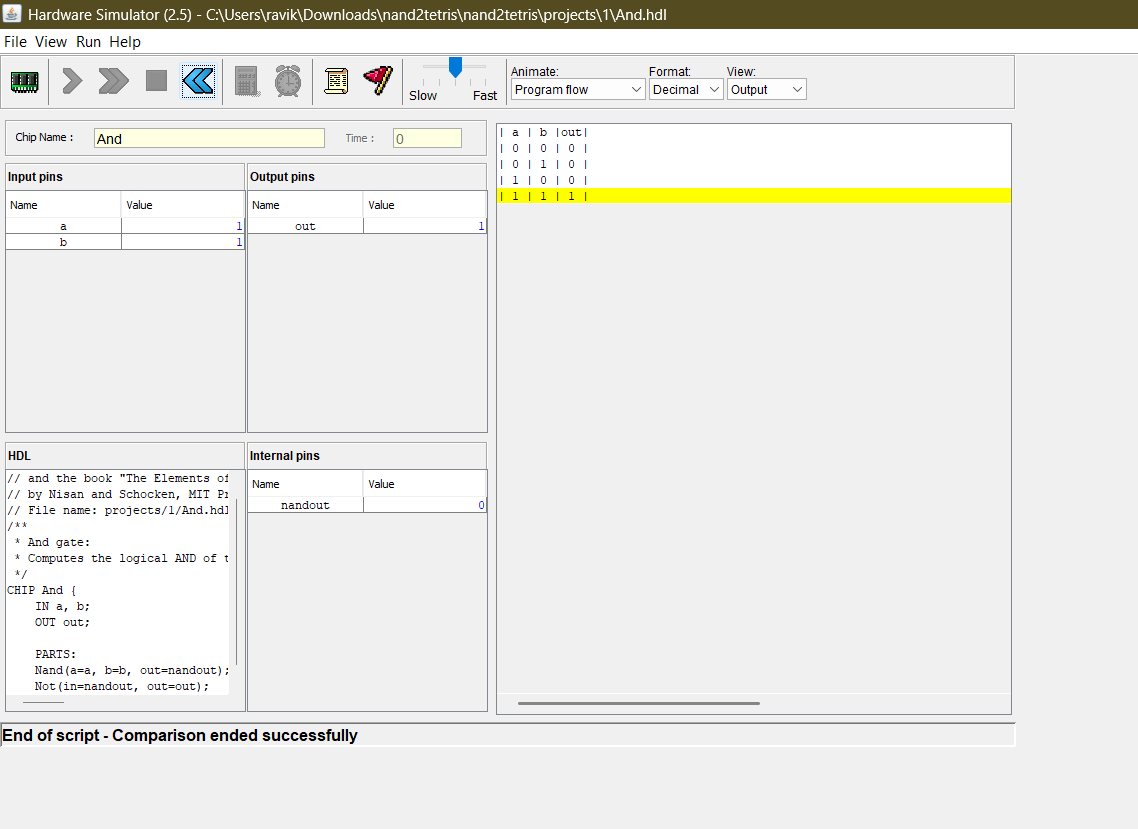 Hardware Simulator (2.5) - C:\Users\ravik\Downloads\nand2tetris\nand2tetris\projects\1\And.hdl
File View Run Help
Slow Fast
Animate: Format: View:
Program flow Decimal Output
Chip Name : And Time : 0
Input pins
Name Value
a 1
b 1
Output pins
Name Value
out 1
| a | b |out|
| 0 | 0 | 0 |
| 0 | 1 | 0 |
| 1 | 0 | 0 |
| 1 | 1 | 1 |
HDL
// and the book "The Elements of
// by Nisan and Schocken, MIT Pr
// File name: projects/1/And.hdl
/**
* And gate:
* Computes the logical AND of t
*/
CHIP And {
IN a, b;
OUT out;
PARTS:
Nand(a=a, b=b, out=nandout);
Not(in=nandout, out=out);
Internal pins
Name Value
nandout 0
End of script - Comparison ended successfully